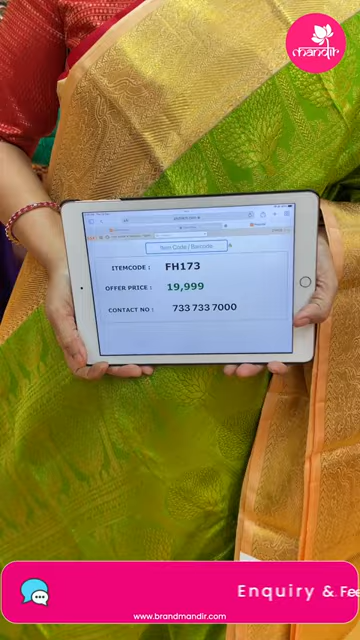 mandir
Item Code / Barcode
ITEMCODE : FH173
OFFER PRICE : 19,999
CONTACT NO : 733 733 7000
Enquiry & Fee
www.brandmandir.com